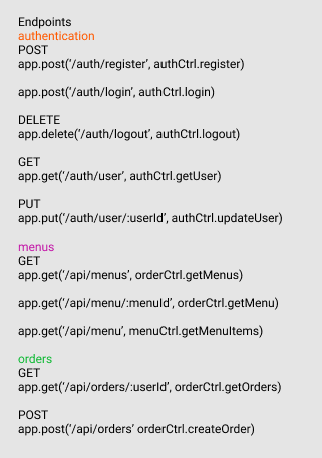 Endpoints
authentication
POST
app.post('/auth/register', authCtrl.register)
app.post('/auth/login', authCtrl.login)
DELETE
app.delete('/auth/logout', authCtrl.logout)
GET
app.get('/auth/user', authCtrl.getUser)
PUT
app.put('/auth/user/:userId', authCtrl.updateUser)
menus
GET
app.get('/api/menus', orderCtrl.getMenus)
app.get('/api/menu/:menuId', orderCtrl.getMenu)
app.get('/api/menu', menuCtrl.getMenuItems)
orders
GET
app.get('/api/orders/:userId', orderCtrl.getOrders)
POST
app.post('/api/orders' orderCtrl.createOrder)